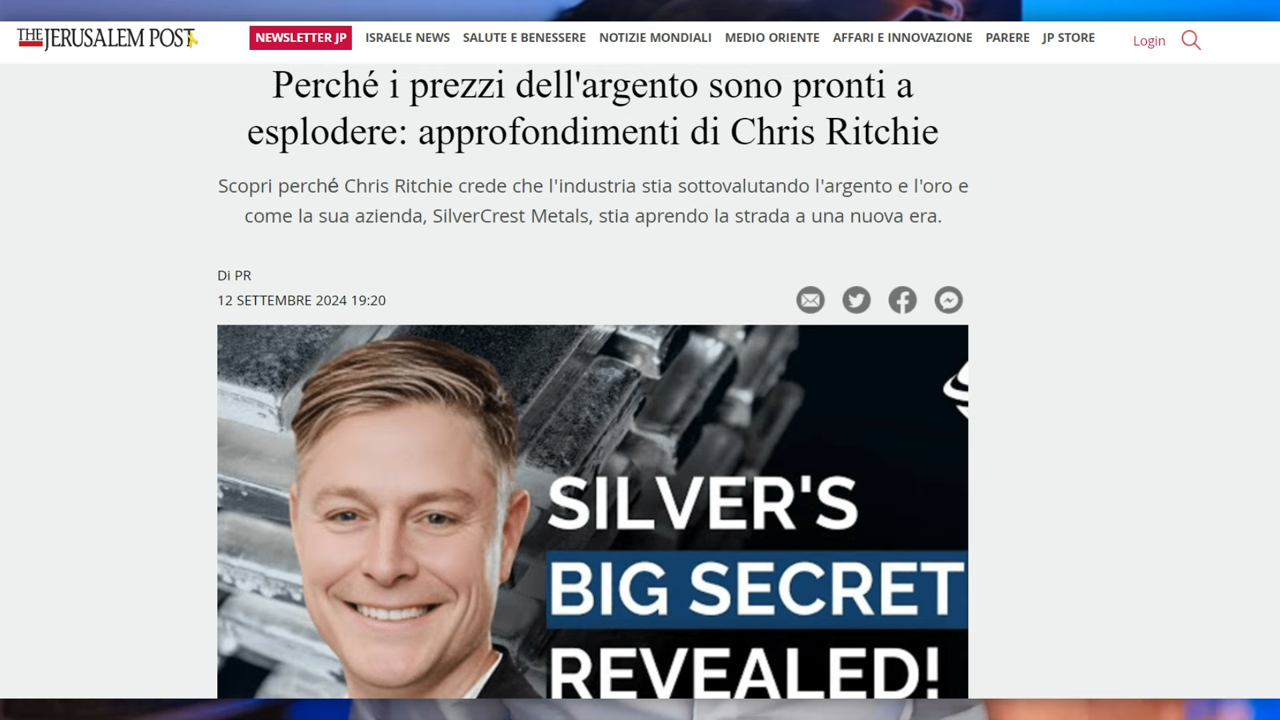 THE JERUSALEM POST
NEWSLETTER JP ISRAELE NEWS SALUTE E BENESSERE NOTIZIE MONDIALI MEDIO ORIENTE AFFARI E INNOVAZIONE PARERE JP STORE Login
Perché i prezzi dell'argento sono pronti a
esplodere: approfondimenti di Chris Ritchie
Scopri perché Chris Ritchie crede che l'industria stia sottovalutando l'argento e l'oro e
come la sua azienda, SilverCrest Metals, stia aprendo la strada a una nuova era.
Di PR
12 SETTEMBRE 2024 19:20
SILVER'S
BIG SECRET
REVEALED!